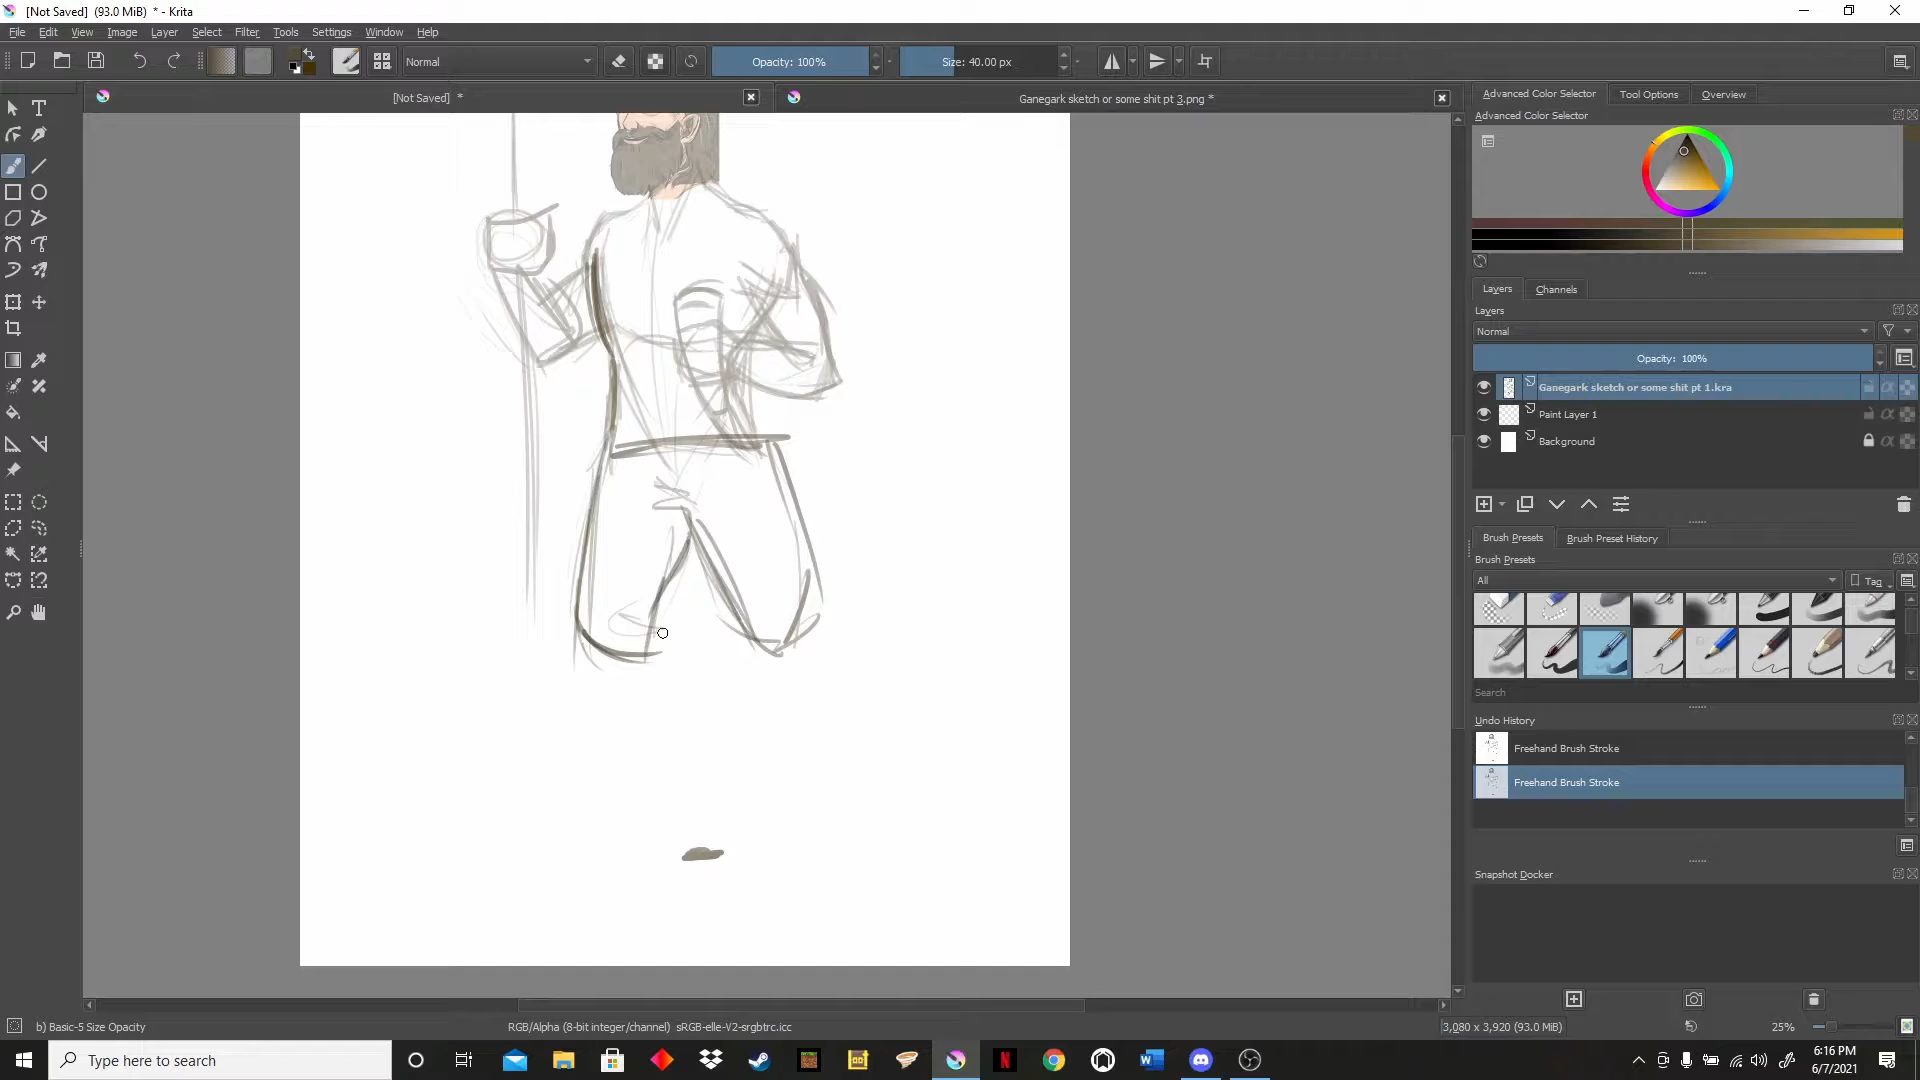 [Not Saved]  (93.0 MiB)  * - Krita
File Edit View Image Layer Select Filter Tools Settings Window Help
Normal Opacity: 100% Size: 40.00 px
[Not Saved]  * Ganegark sketch or some shit pt 3.png *
Advanced Color Selector Tool Options Overview
Advanced Color Selector
Layers Channels
Layers
Normal
Opacity:  100%
Ganegark sketch or some shit pt 1.kra
Paint Layer 1
Background
Brush Presets Brush Preset History
Brush Presets
All Tag
Search
Undo History
Freehand Brush Stroke
Freehand Brush Stroke
Snapshot Docker
b) Basic-5 Size Opacity RGB/Alpha (8-bit integer/channel)  sRGB-elle-V2-srgbtrc.icc 3,080 x 3,920 (93.0 MiB) 25%
Type here to search 6:16 PM
6/7/2021